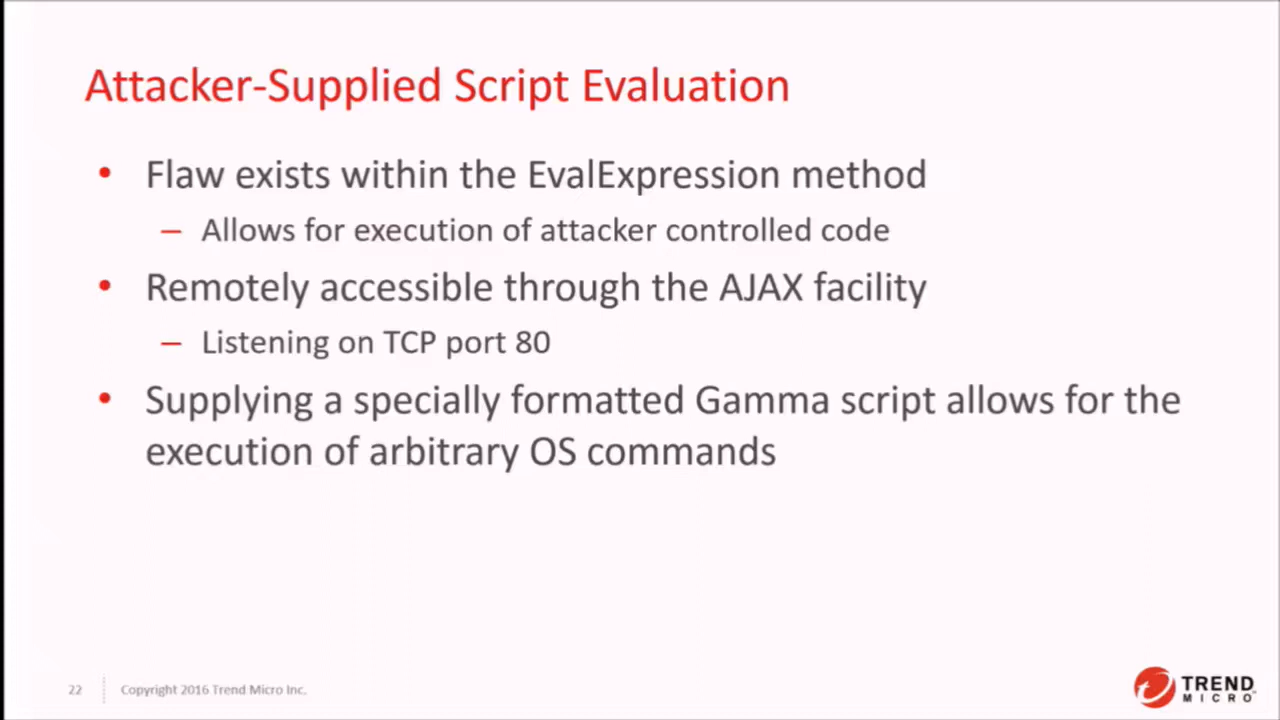 Attacker-Supplied Script Evaluation
• Flaw exists within the EvalExpression method
– Allows for execution of attacker controlled code
• Remotely accessible through the AJAX facility
– Listening on TCP port 80
• Supplying a specially formatted Gamma script allows for the
execution of arbitrary OS commands
22
Copyright 2016 Trend Micro Inc.
TREND
MICRO